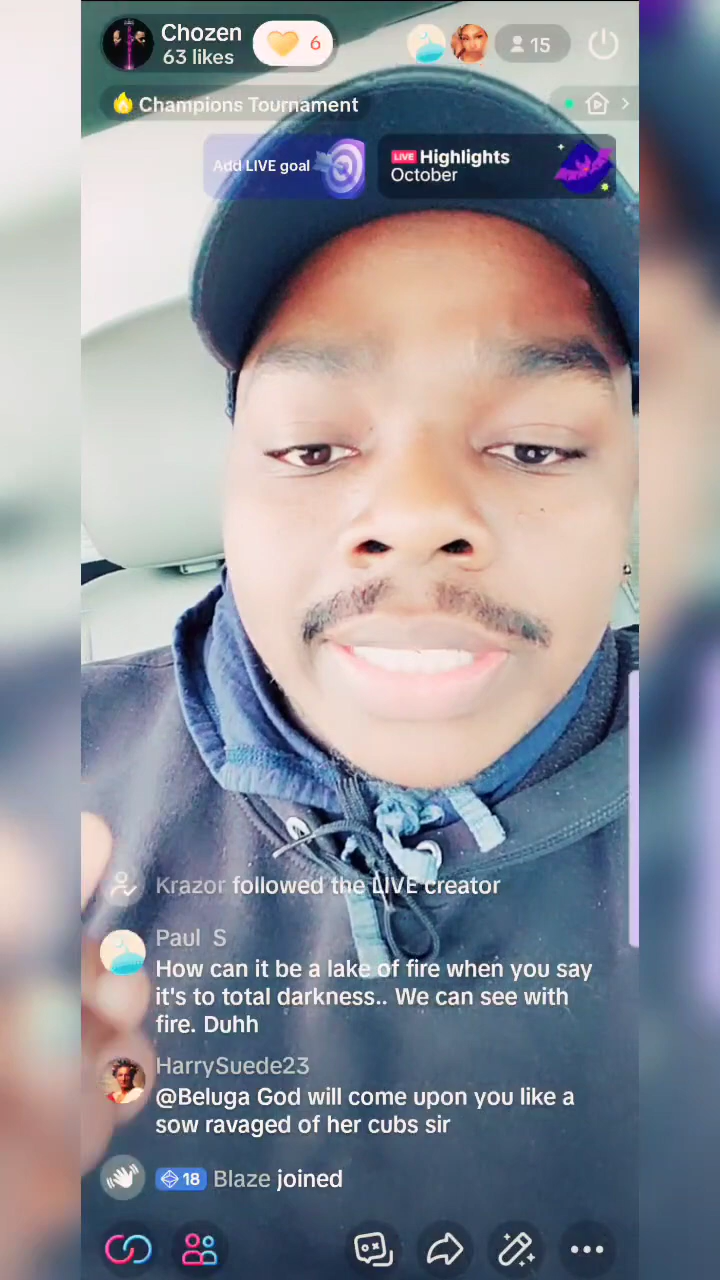 Chozen
63 likes
6
15
Champions Tournament
Add LIVE goal
LIVE Highlights
October
Krazor followed the LIVE creator
Paul S
How can it be a lake of fire when you say
it's to total darkness.. We can see with
fire. Duhh
HarrySuede23
@Beluga God will come upon you like a
sow ravaged of her cubs sir
18 Blaze joined